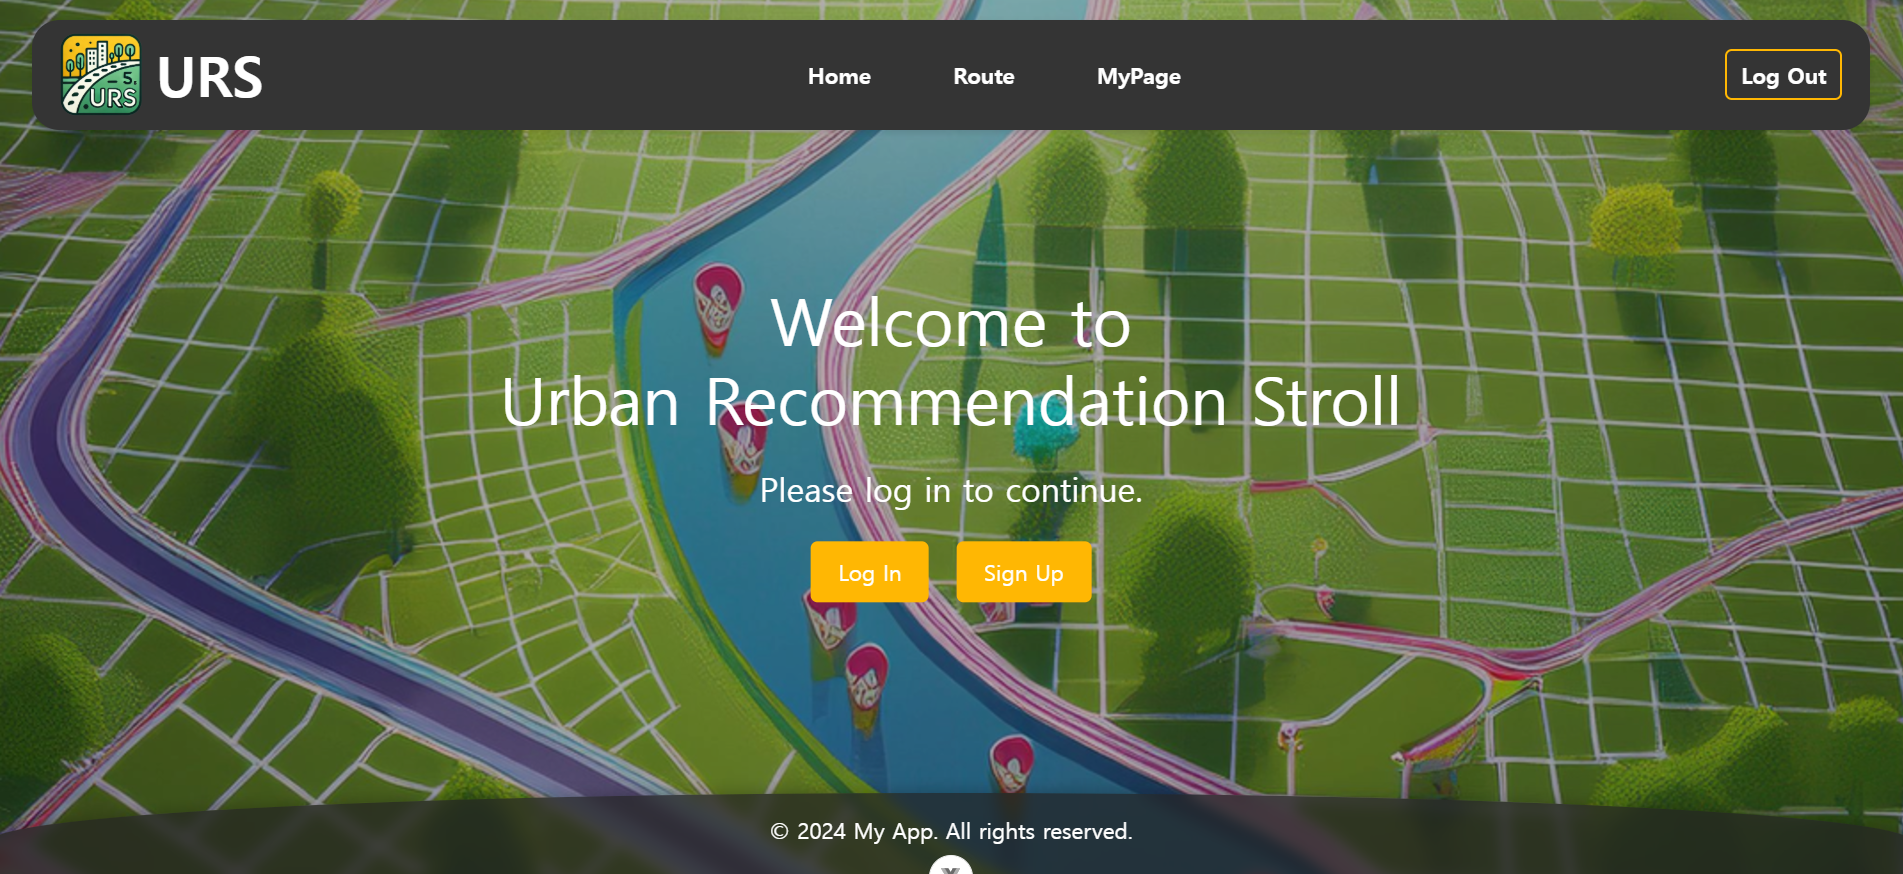 S.
URS
URS
Home
Route
MyPage
Log Out
Welcome to
Urban Recommendation Stroll
Please log in to continue.
Log In
Sign Up
© 2024 My App. All rights reserved.